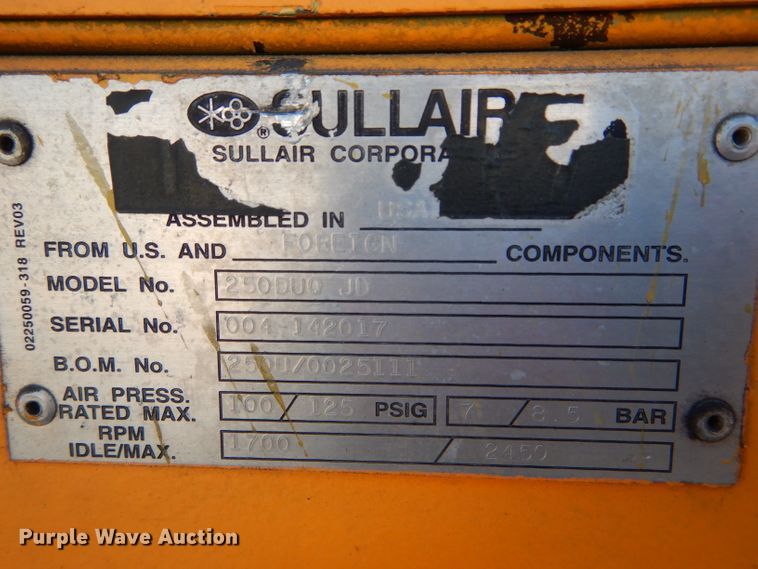 ® SULLAIR
SULLAIR CORPORA
ASSEMBLED IN USA
FROM U.S. AND FOREIGN COMPONENTS.
MODEL No. 250DUQ JD
SERIAL No. 004 142017
B.O.M. No. 250U/0025111
AIR PRESS. RATED MAX. 100 / 125 PSIG 7 / 8.5 BAR
RPM IDLE/MAX. 1700 / 2450
02250059-318 REV03
Purple Wave Auction